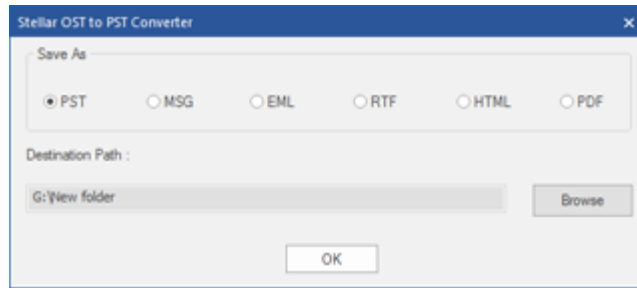 Stellar OST to PST Converter
Save As
PST MSG EML RTF HTML PDF
Destination Path :
G:\New folder Browse
OK